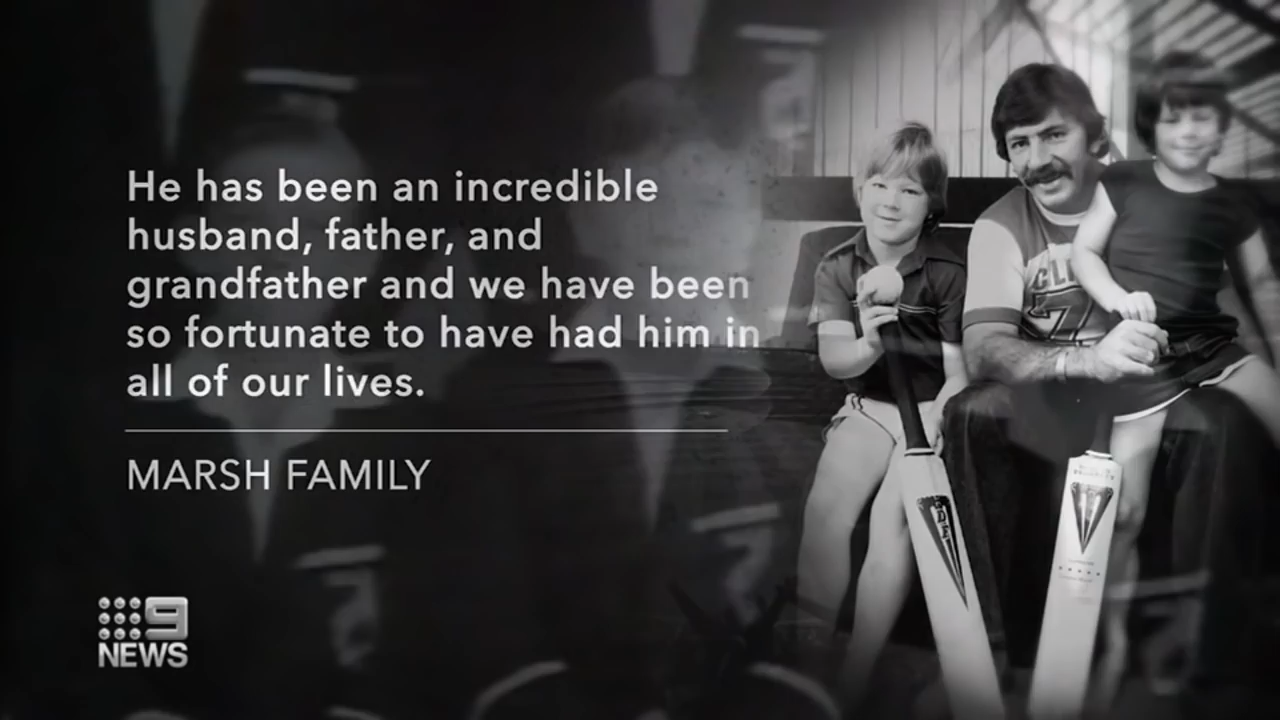 He has been an incredible
husband, father, and
grandfather and we have been
so fortunate to have had him in
all of our lives.
MARSH FAMILY
9
NEWS
7